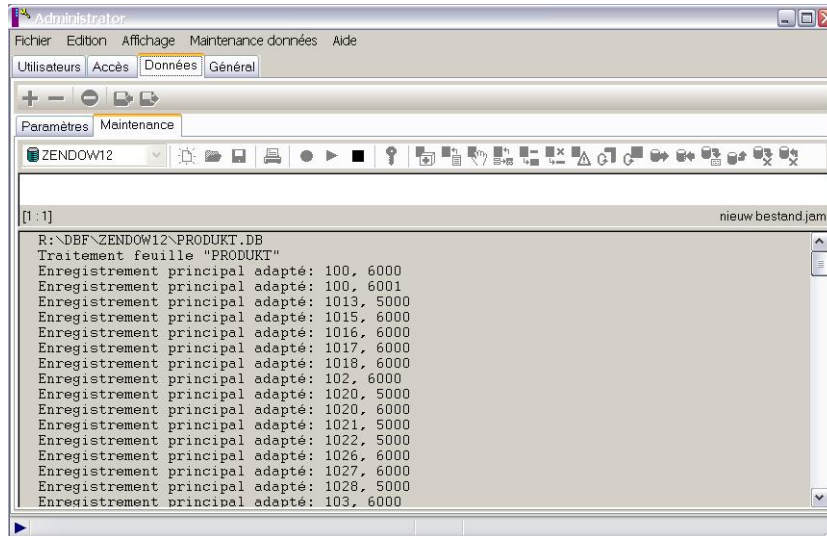 Administrator
Fichier Edition Affichage Maintenance données Aide
Utilisateurs Accès Données Général
Paramètres Maintenance
ZENDOW12
[1 : 1] nieuw bestand.jam
R:\DBF\ZENDOW12\PRODUKT.DB
Traitement feuille "PRODUKT"
Enregistrement principal adapté: 100, 6000
Enregistrement principal adapté: 100, 6001
Enregistrement principal adapté: 1013, 5000
Enregistrement principal adapté: 1015, 6000
Enregistrement principal adapté: 1016, 6000
Enregistrement principal adapté: 1017, 6000
Enregistrement principal adapté: 1018, 6000
Enregistrement principal adapté: 102, 6000
Enregistrement principal adapté: 1020, 5000
Enregistrement principal adapté: 1020, 6000
Enregistrement principal adapté: 1021, 5000
Enregistrement principal adapté: 1022, 5000
Enregistrement principal adapté: 1026, 6000
Enregistrement principal adapté: 1027, 6000
Enregistrement principal adapté: 1028, 5000
Enregistrement principal adapté: 103, 6000